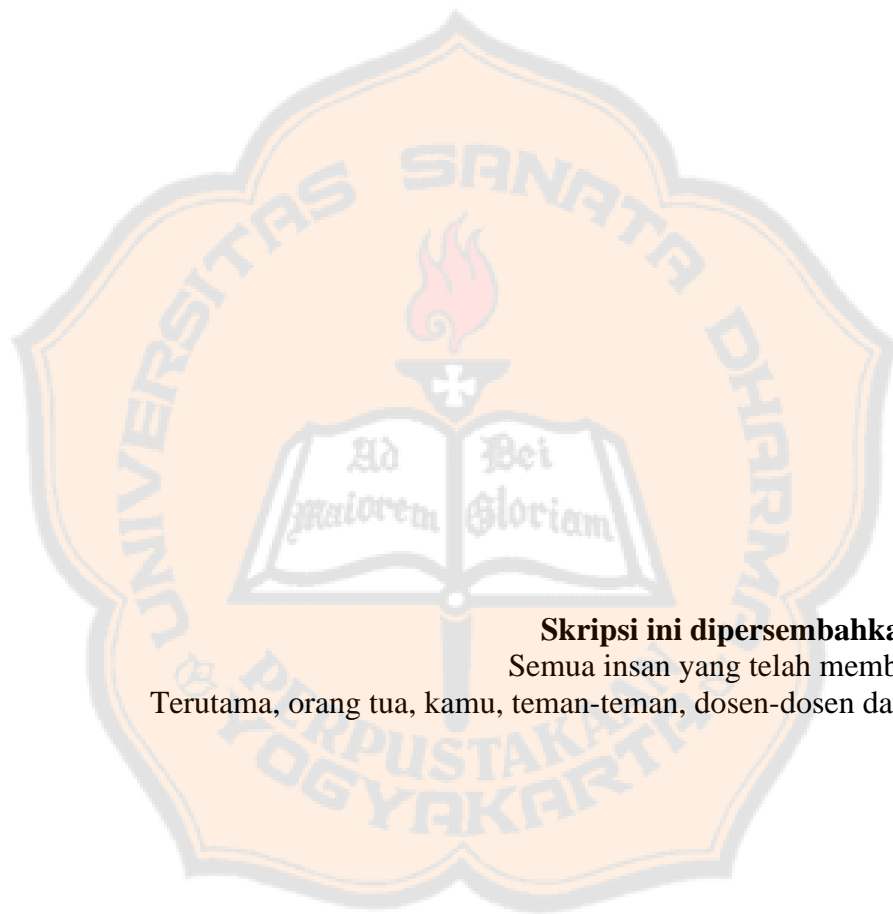 UNIVERSITAS SANATA DHARMA
Ad Dei
Maiorem Gloriam
Skripsi ini dipersembahka
Semua insan yang telah memb
Terutama, orang tua, kamu, teman-teman, dosen-dosen da
PERPUSTAKAAN
YOGYAKARTA